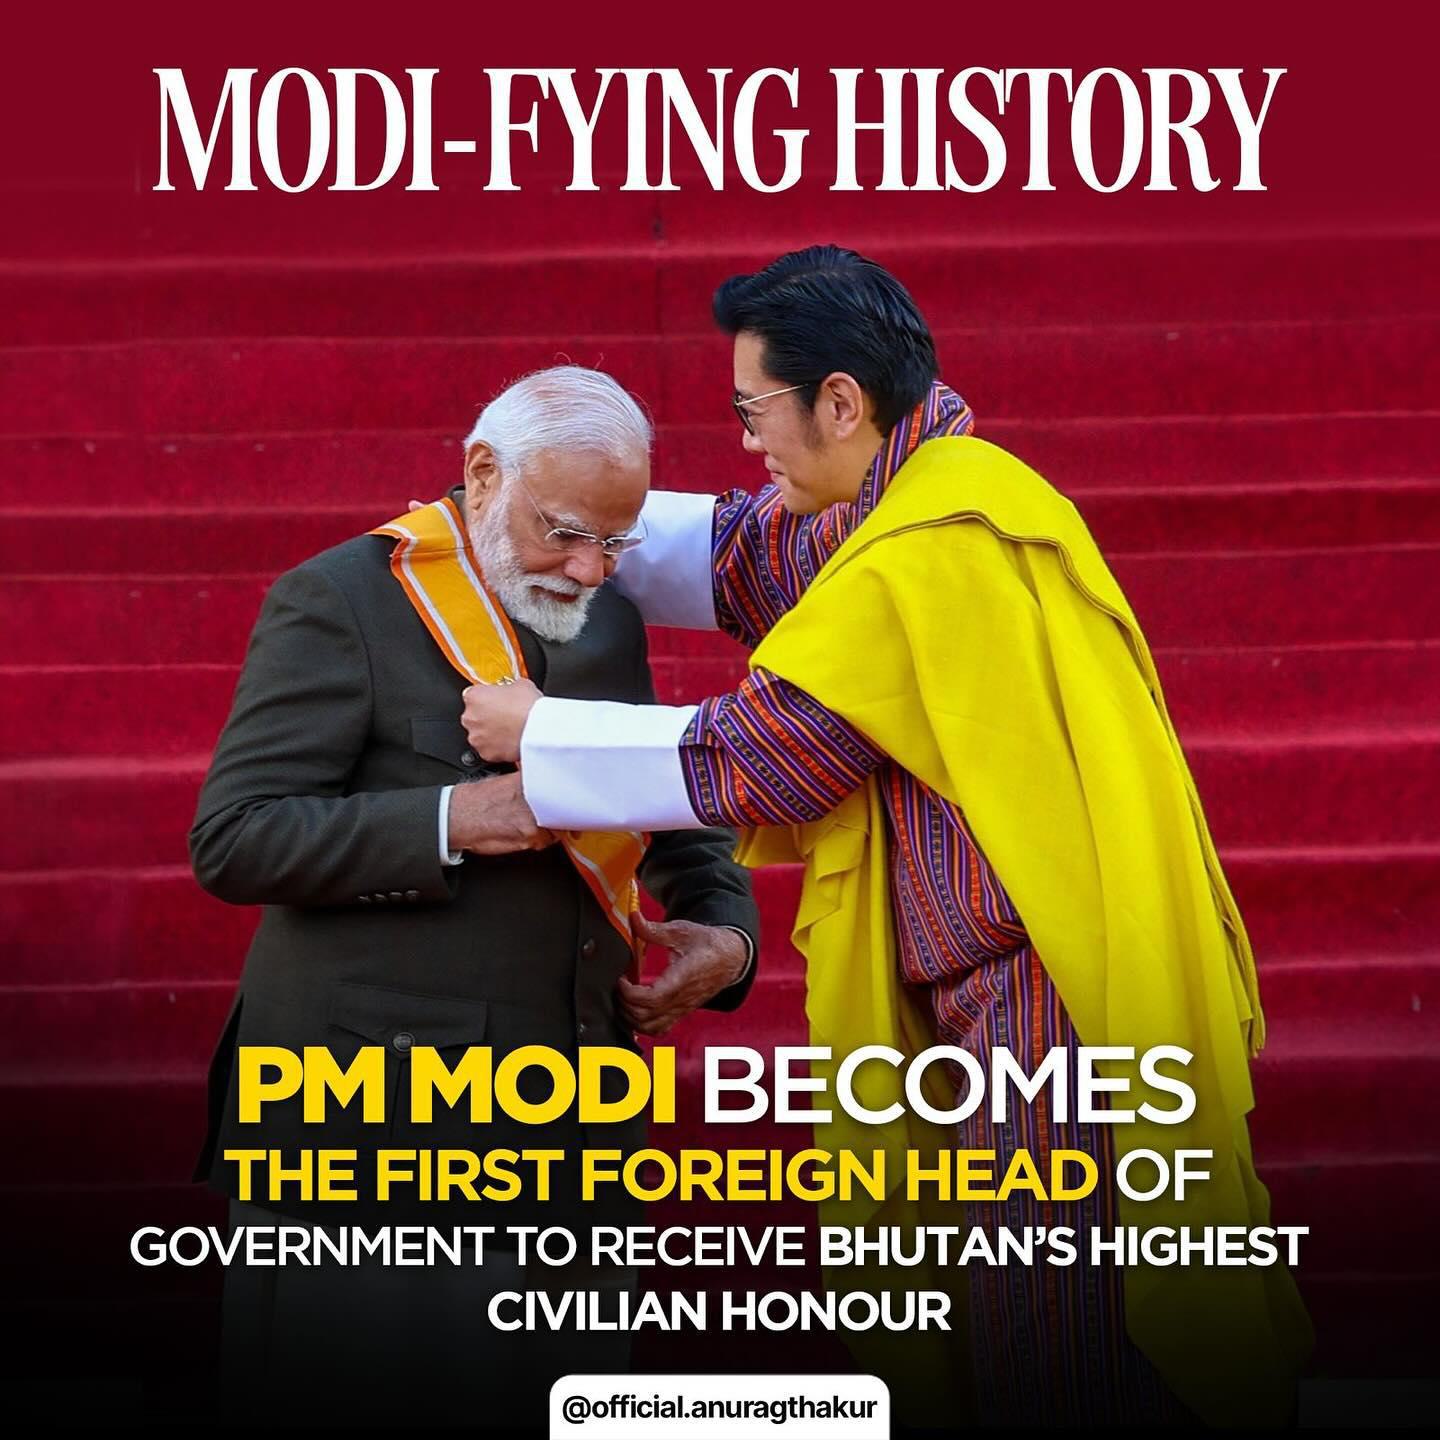 MODI-FYING HISTORY
PM MODI BECOMES
THE FIRST FOREIGN HEAD OF
GOVERNMENT TO RECEIVE BHUTAN'S HIGHEST
CIVILIAN HONOUR
@official.anuragthakur